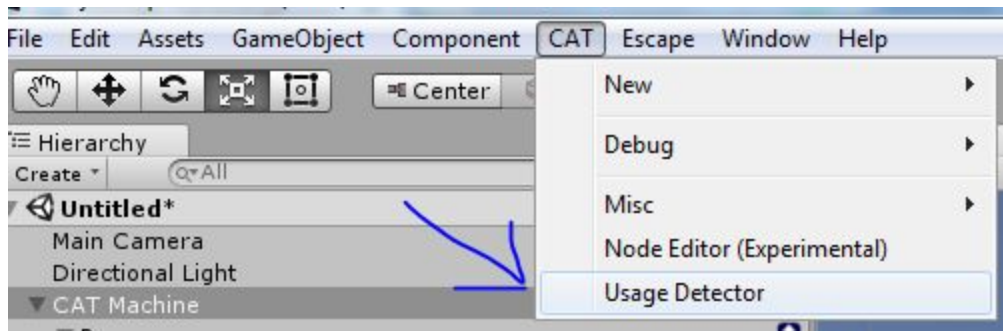 File Edit Assets GameObject Component CAT Escape Window Help
Center
New
Hierarchy
Debug
Create All
Untitled*
Misc
Main Camera
Node Editor (Experimental)
Directional Light
Usage Detector
CAT Machine